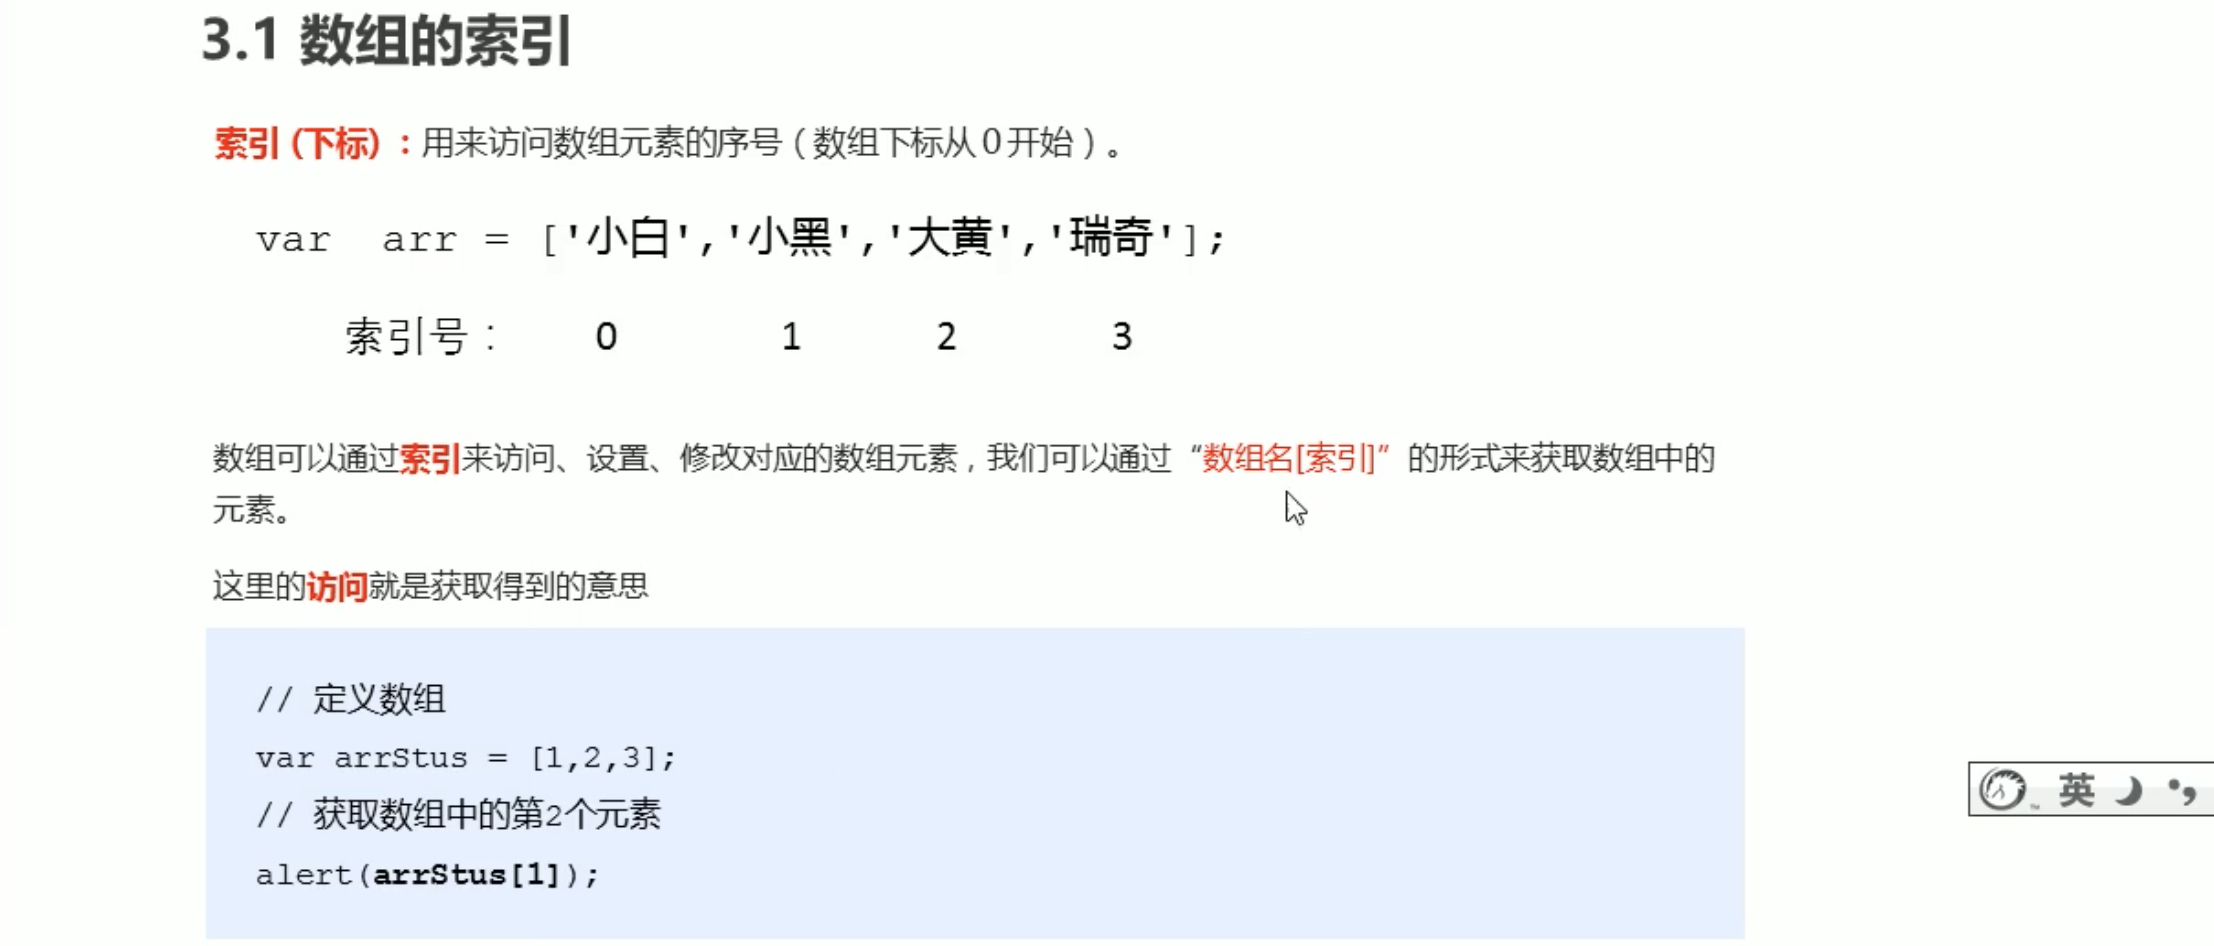 3.1 数组的索引
索引 (下标) ：用来访问数组元素的序号（数组下标从0开始）。
var  arr = ['小白','小黑','大黄','瑞奇'];
索引号： 0 1 2 3
数组可以通过索引来访问、设置、修改对应的数组元素，我们可以通过“数组名[索引]”的形式来获取数组中的
元素。
这里的访问就是获取得到的意思
// 定义数组
var arrStus = [1,2,3];
// 获取数组中的第2个元素
alert(arrStus[1]);
英